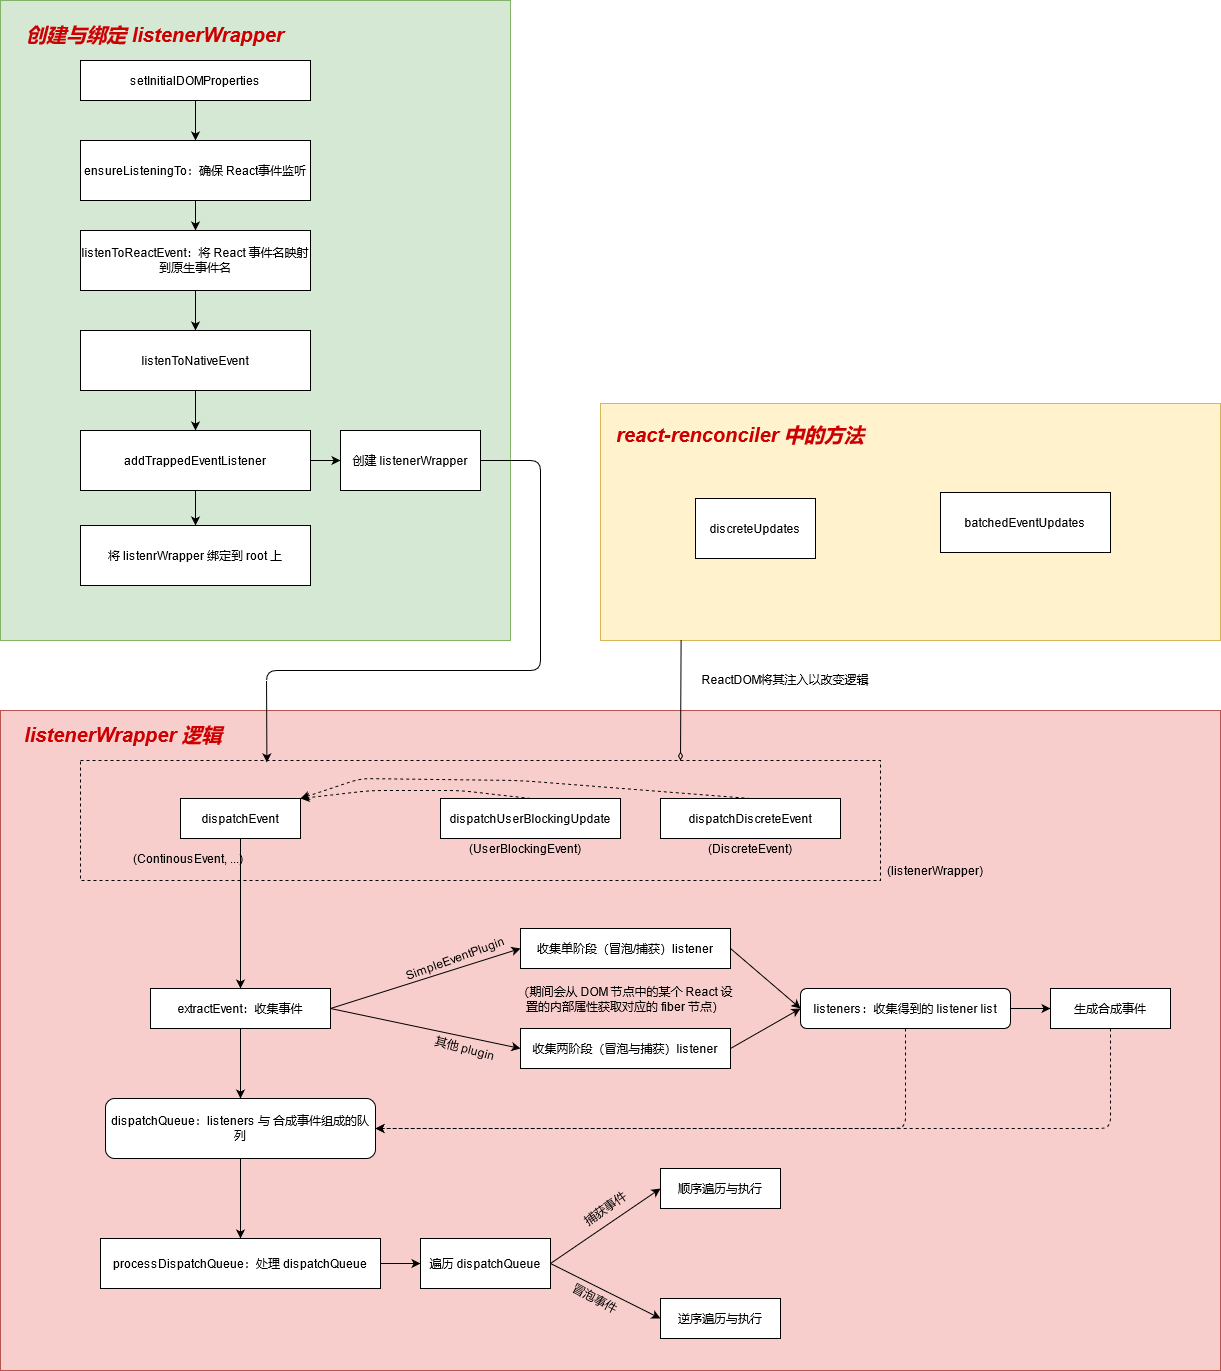 创建与绑定 listenerWrapper
setInitialDOMProperties
ensureListeningTo：确保 React事件监听
listenToReactEvent：将 React 事件名映射
到原生事件名
listenToNativeEvent
addTrappedEventListener
创建 listenerWrapper
将 listenrWrapper 绑定到 root 上
react-renconciler 中的方法
discreteUpdates
batchedEventUpdates
ReactDOM将其注入以改变逻辑
listenerWrapper 逻辑
dispatchEvent
dispatchUserBlockingUpdate
dispatchDiscreteEvent
(ContinousEvent, ...)
(UserBlockingEvent)
(DiscreteEvent)
(listenerWrapper)
SimpleEventPlugin
收集单阶段（冒泡/捕获）listener
（期间会从 DOM 节点中的某个 React 设
置的内部属性获取对应的 fiber 节点）
extractEvent：收集事件
listeners：收集得到的 listener list
生成合成事件
其他 plugin
收集两阶段（冒泡与捕获）listener
dispatchQueue：listeners 与 合成事件组成的队
列
捕获事件
顺序遍历与执行
processDispatchQueue：处理 dispatchQueue
遍历 dispatchQueue
冒泡事件
逆序遍历与执行